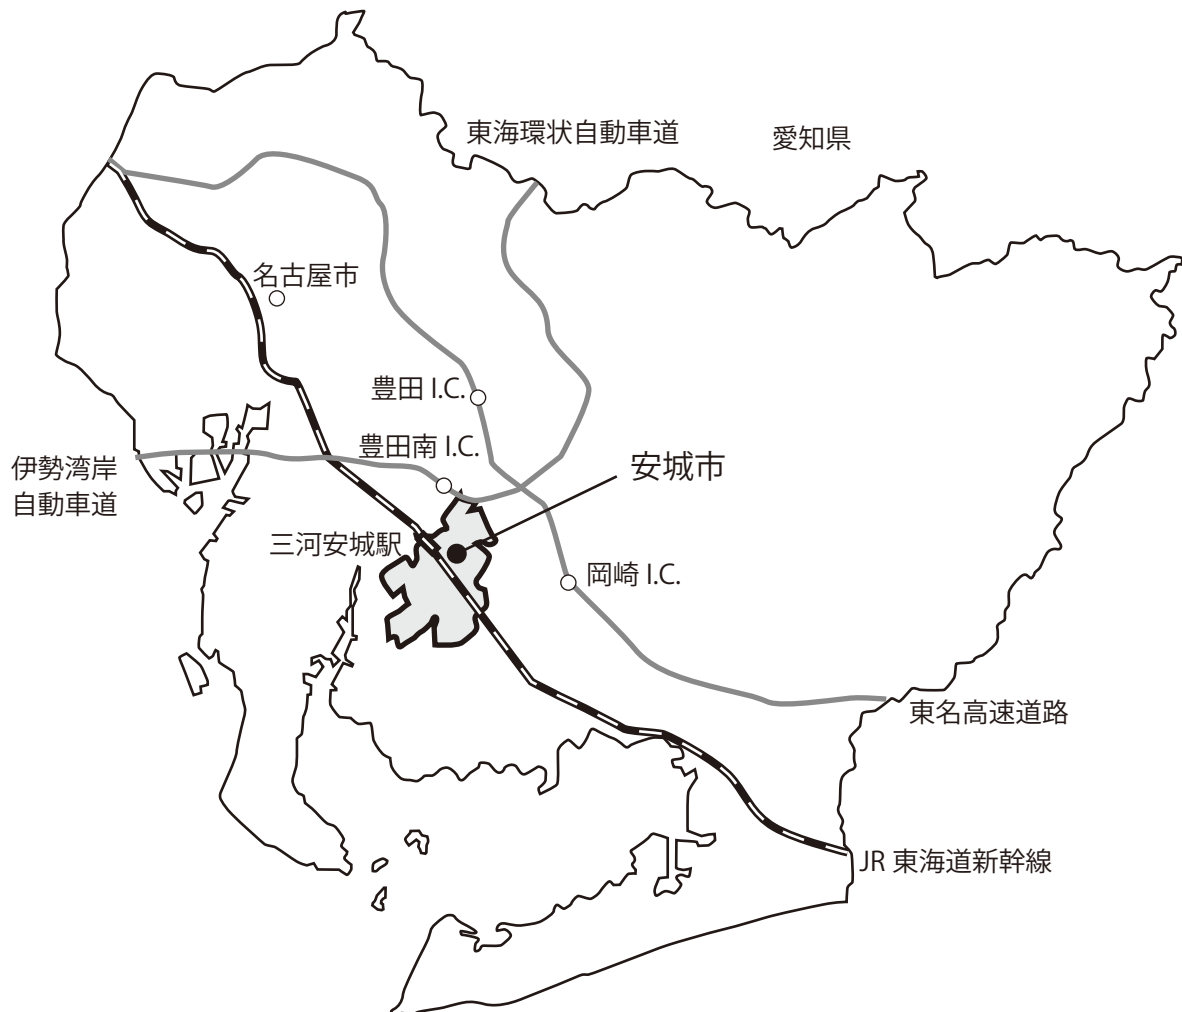 東海環状自動車道
愛知県
名古屋市
豊田 I.C.
豊田南 I.C.
安城市
伊勢湾岸
自動車道
三河安城駅
岡崎 I.C.
東名高速道路
JR 東海道新幹線